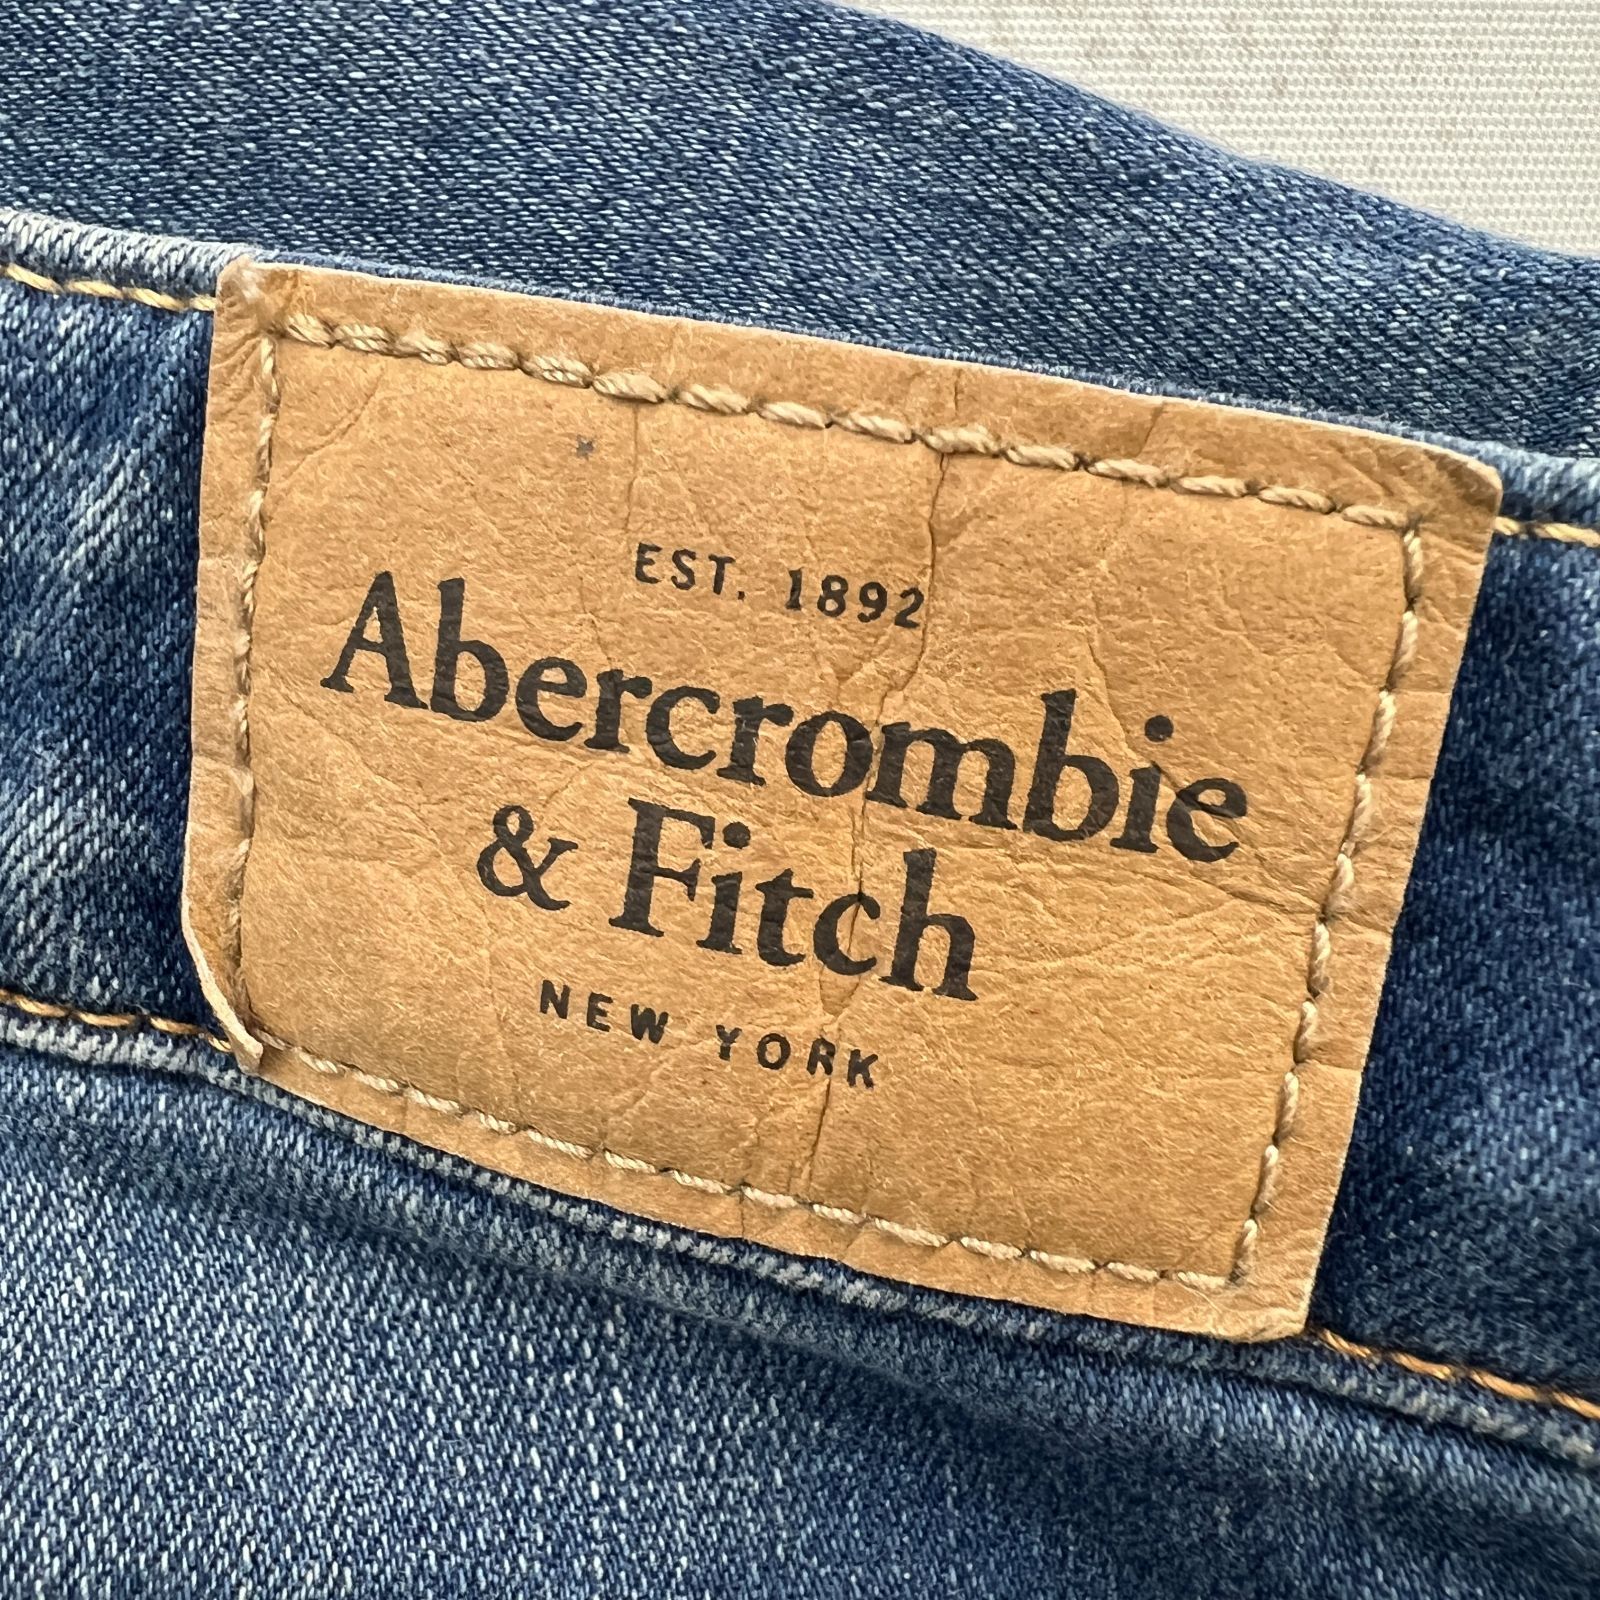 EST. 1892
Abercrombie
& Fitch
NEW YORK